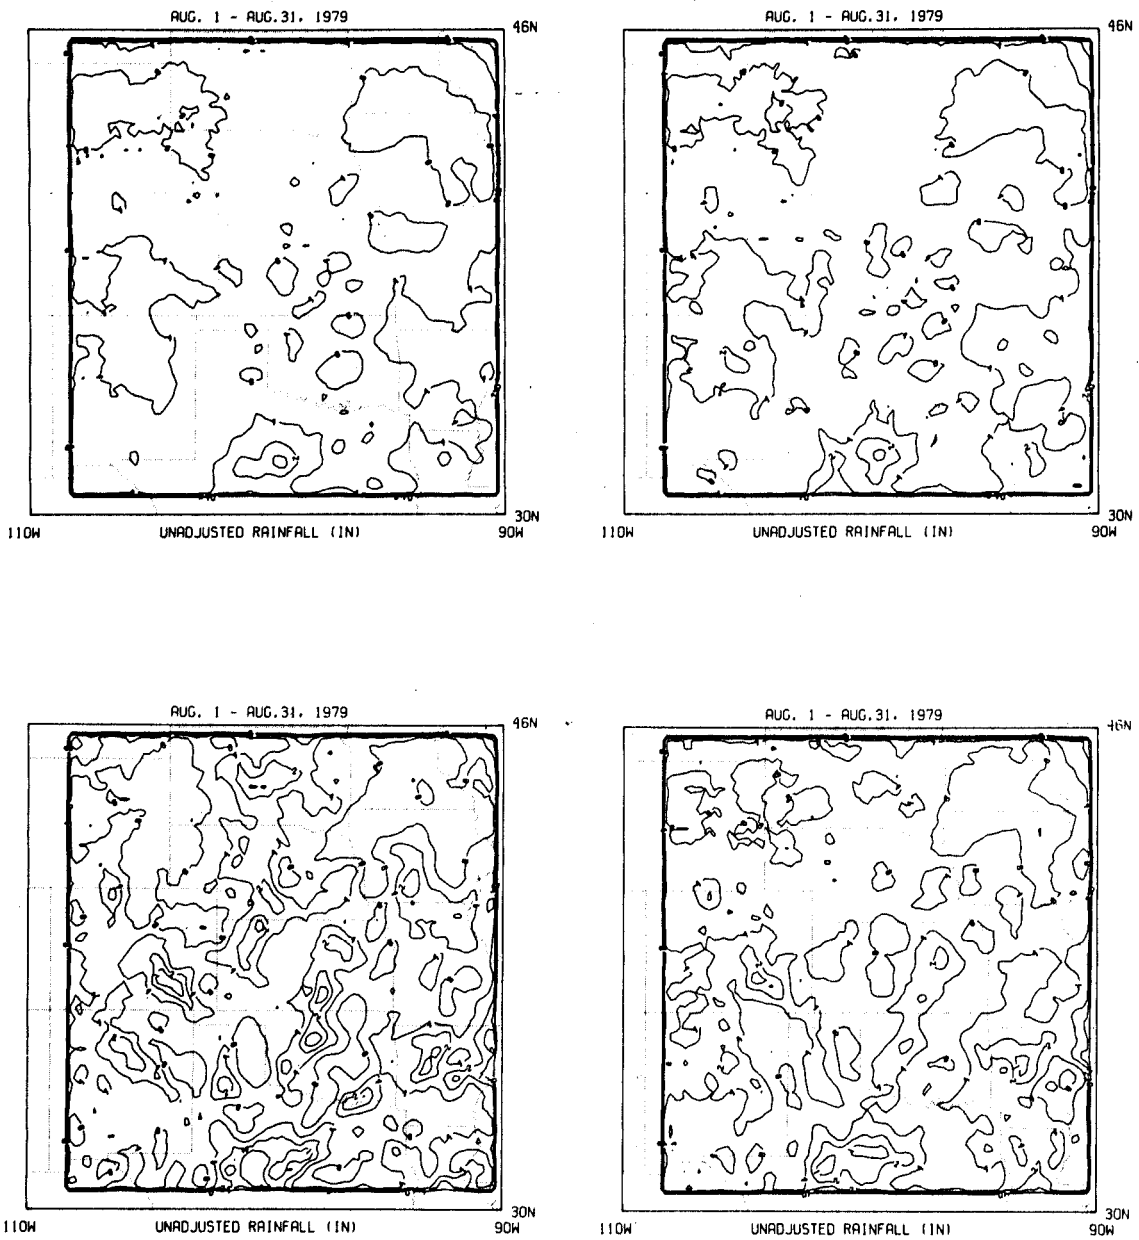 AUG. 1 - AUG.31, 1979
46N
30N
110W
UNADJUSTED RAINFALL (IN)
90W
AUG. 1 - AUG.31, 1979
46N
30N
110W
UNADJUSTED RAINFALL (IN)
90W
AUG. 1 - AUG.31, 1979
46N
30N
110W
UNADJUSTED RAINFALL (IN)
90W
AUG. 1 - AUG.31, 1979
46N
30N
110W
UNADJUSTED RAINFALL (IN)
90W